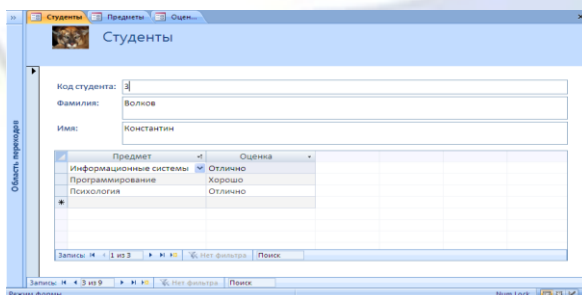 » Студенты Предметы Оцен...
Студенты
Код студента: 3
Фамилия: Волков
Имя: Константин
Предмет Оценка
Информационные системы Отлично
Программирование Хорошо
Психология Отлично
Записи: 1 из 3 Нет фильтра Поиск
Записи: 3 из 9 Нет фильтра Поиск
Режим формы Num Lock
Область переходов